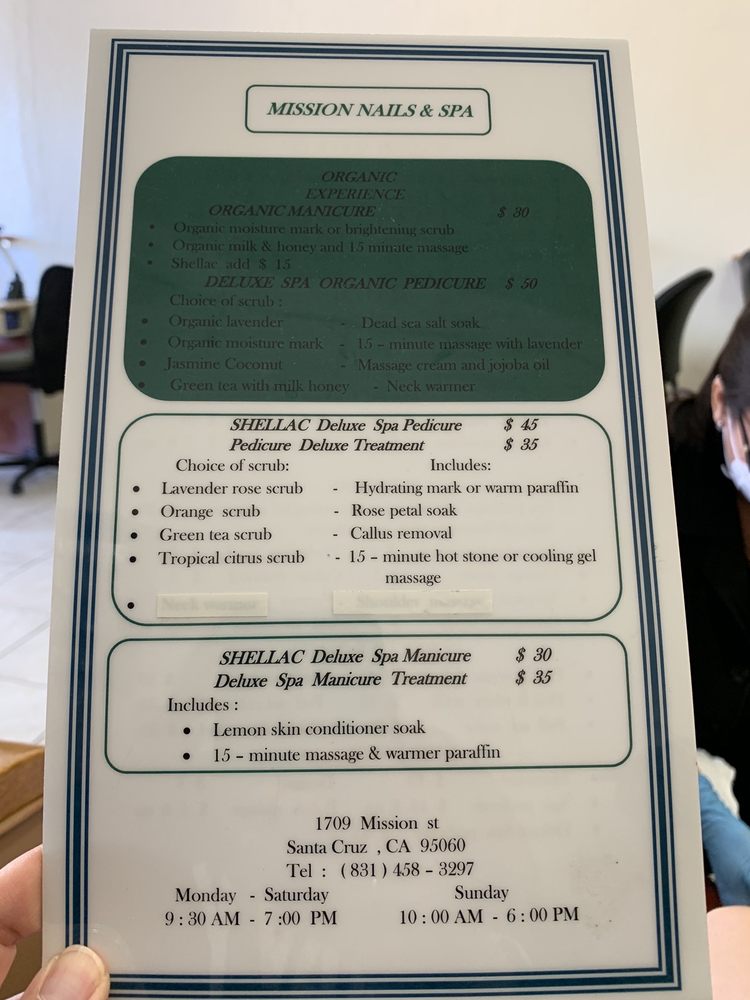 MISSION NAILS & SPA
ORGANIC
EXPERIENCE
ORGANIC MANICURE $ 30
• Organic moisture mark or brightening scrub
• Organic milk & honey and 15 minute massage
• Shellac add $ 15
DELUXE SPA ORGANIC PEDICURE $ 50
Choice of scrub :
• Organic lavender - Dead sea salt soak
• Organic moisture mark - 15 – minute massage with lavender
• Jasmine Coconut - Massage cream and jojoba oil
• Green tea with milk honey - Neck warmer
SHELLAC Deluxe Spa Pedicure $ 45
Pedicure Deluxe Treatment $ 35
Choice of scrub: Includes:
• Lavender rose scrub - Hydrating mark or warm paraffin
• Orange scrub - Rose petal soak
• Green tea scrub - Callus removal
• Tropical citrus scrub - 15 – minute hot stone or cooling gel
massage
• Neck warmer Shoulder massage
SHELLAC Deluxe Spa Manicure $ 30
Deluxe Spa Manicure Treatment $ 35
Includes :
• Lemon skin conditioner soak
• 15 – minute massage & warmer paraffin
1709 Mission st
Santa Cruz , CA 95060
Tel : (831) 458 – 3297
Monday - Saturday Sunday
9 : 30 AM - 7 :00 PM 10 : 00 AM - 6 : 00 PM